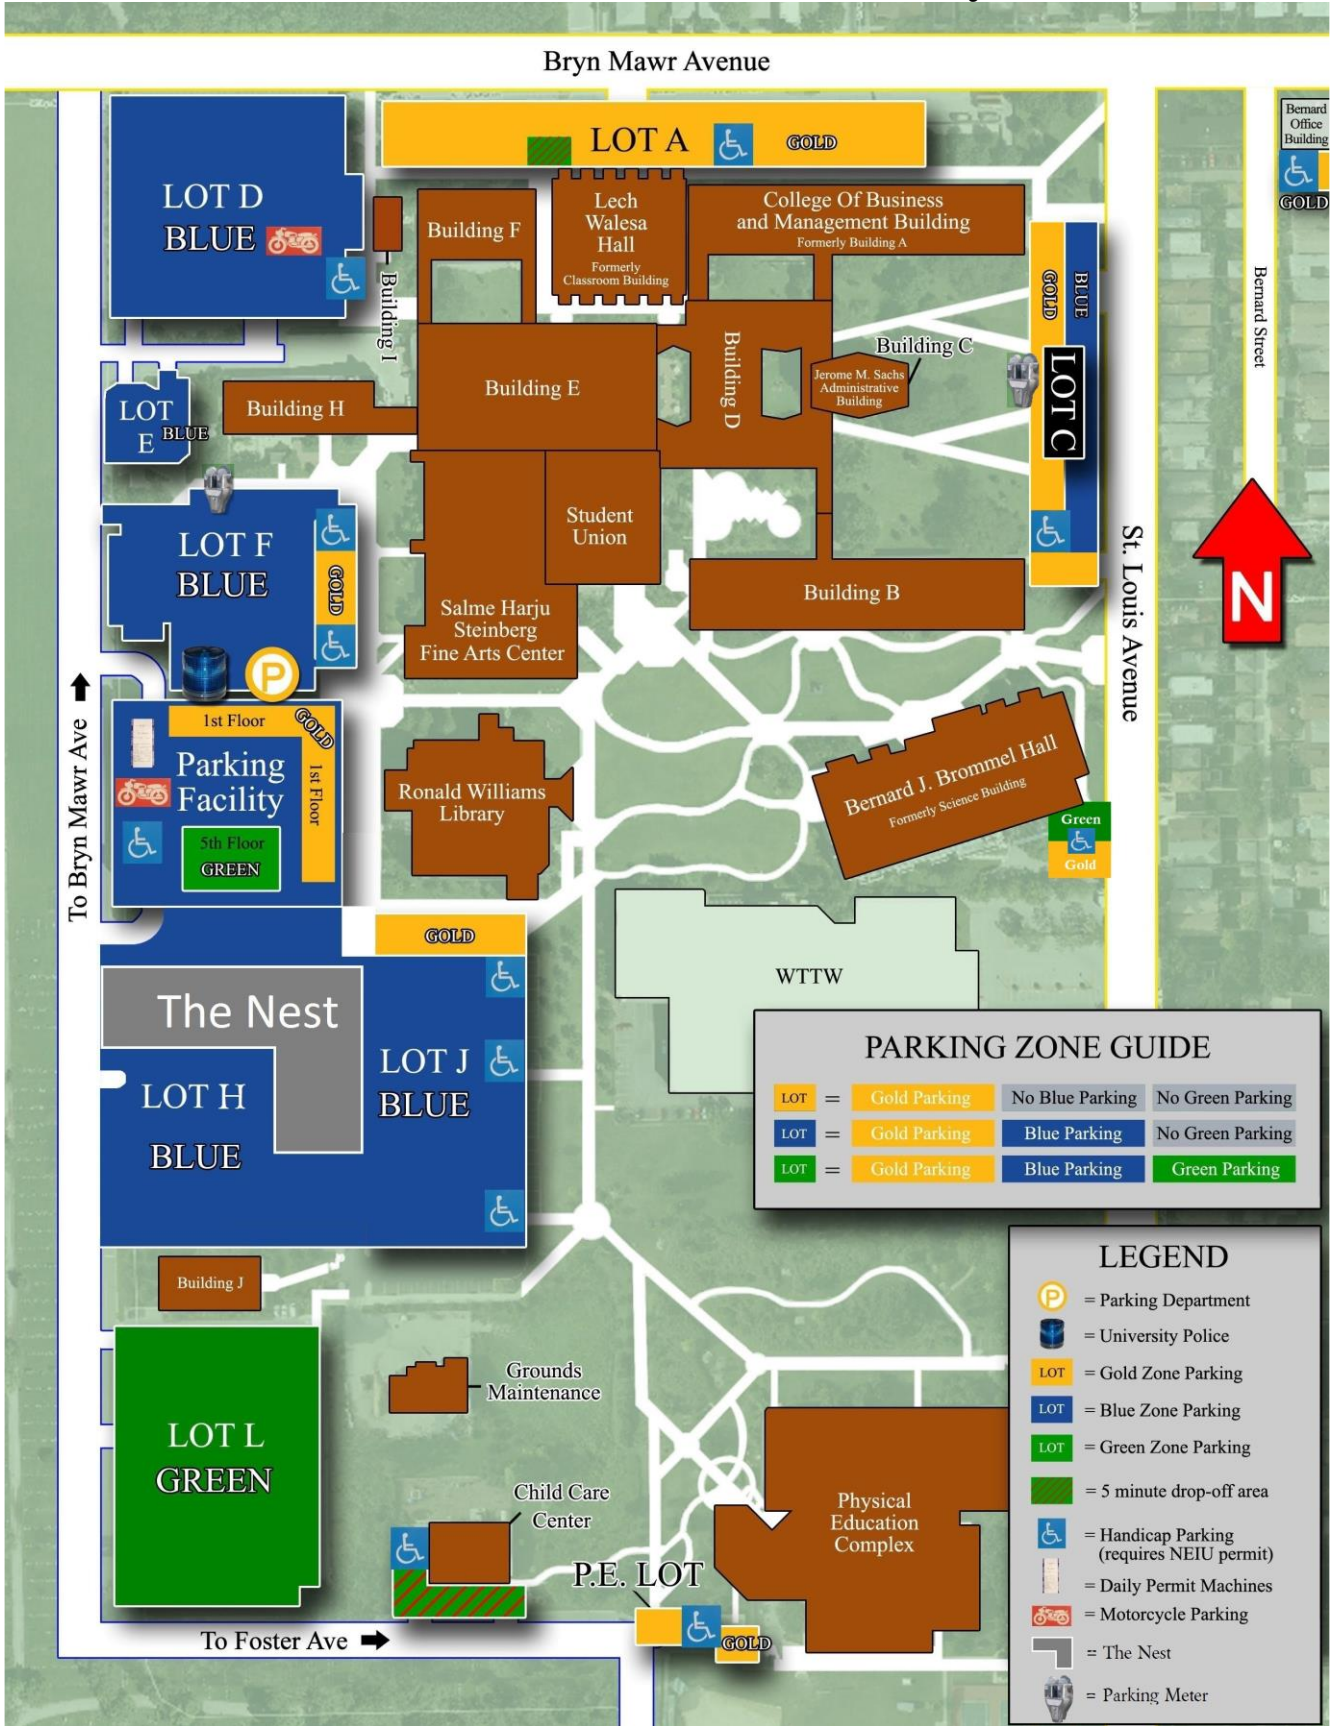 Bryn Mawr Avenue
Bernard
Office
Building
GOLD
LOT A
GOLD
LOT D
BLUE
Building I
Building F
Lech
Walesa
Hall
Formerly
Classroom Building
College Of Business
and Management Building
Formerly Building A
GOLD
BLUE
LOT C
Bernard Street
LOT
E
BLUE
Building H
Building E
Building D
Building C
Jerome M. Sachs
Administrative
Building
LOT F
BLUE
GOLD
Student
Union
Salme Harju
Steinberg
Fine Arts Center
Building B
St. Louis Avenue
N
P
To Bryn Mawr Ave
1st Floor
GOLD
1st Floor
Parking
Facility
5th Floor
GREEN
Ronald Williams
Library
Bernard J. Brommel Hall
Formerly Science Building
Green
Gold
GOLD
The Nest
LOT J
BLUE
LOT H
BLUE
WTTW
PARKING ZONE GUIDE
LOT = Gold Parking No Blue Parking No Green Parking
LOT = Gold Parking Blue Parking No Green Parking
LOT = Gold Parking Blue Parking Green Parking
Building J
LOT L
GREEN
Grounds
Maintenance
Child Care
Center
P.E. LOT
GOLD
Physical
Education
Complex
To Foster Ave
LEGEND
P = Parking Department
= University Police
LOT = Gold Zone Parking
LOT = Blue Zone Parking
LOT = Green Zone Parking
= 5 minute drop-off area
= Handicap Parking
(requires NEIU permit)
= Daily Permit Machines
= Motorcycle Parking
= The Nest
= Parking Meter